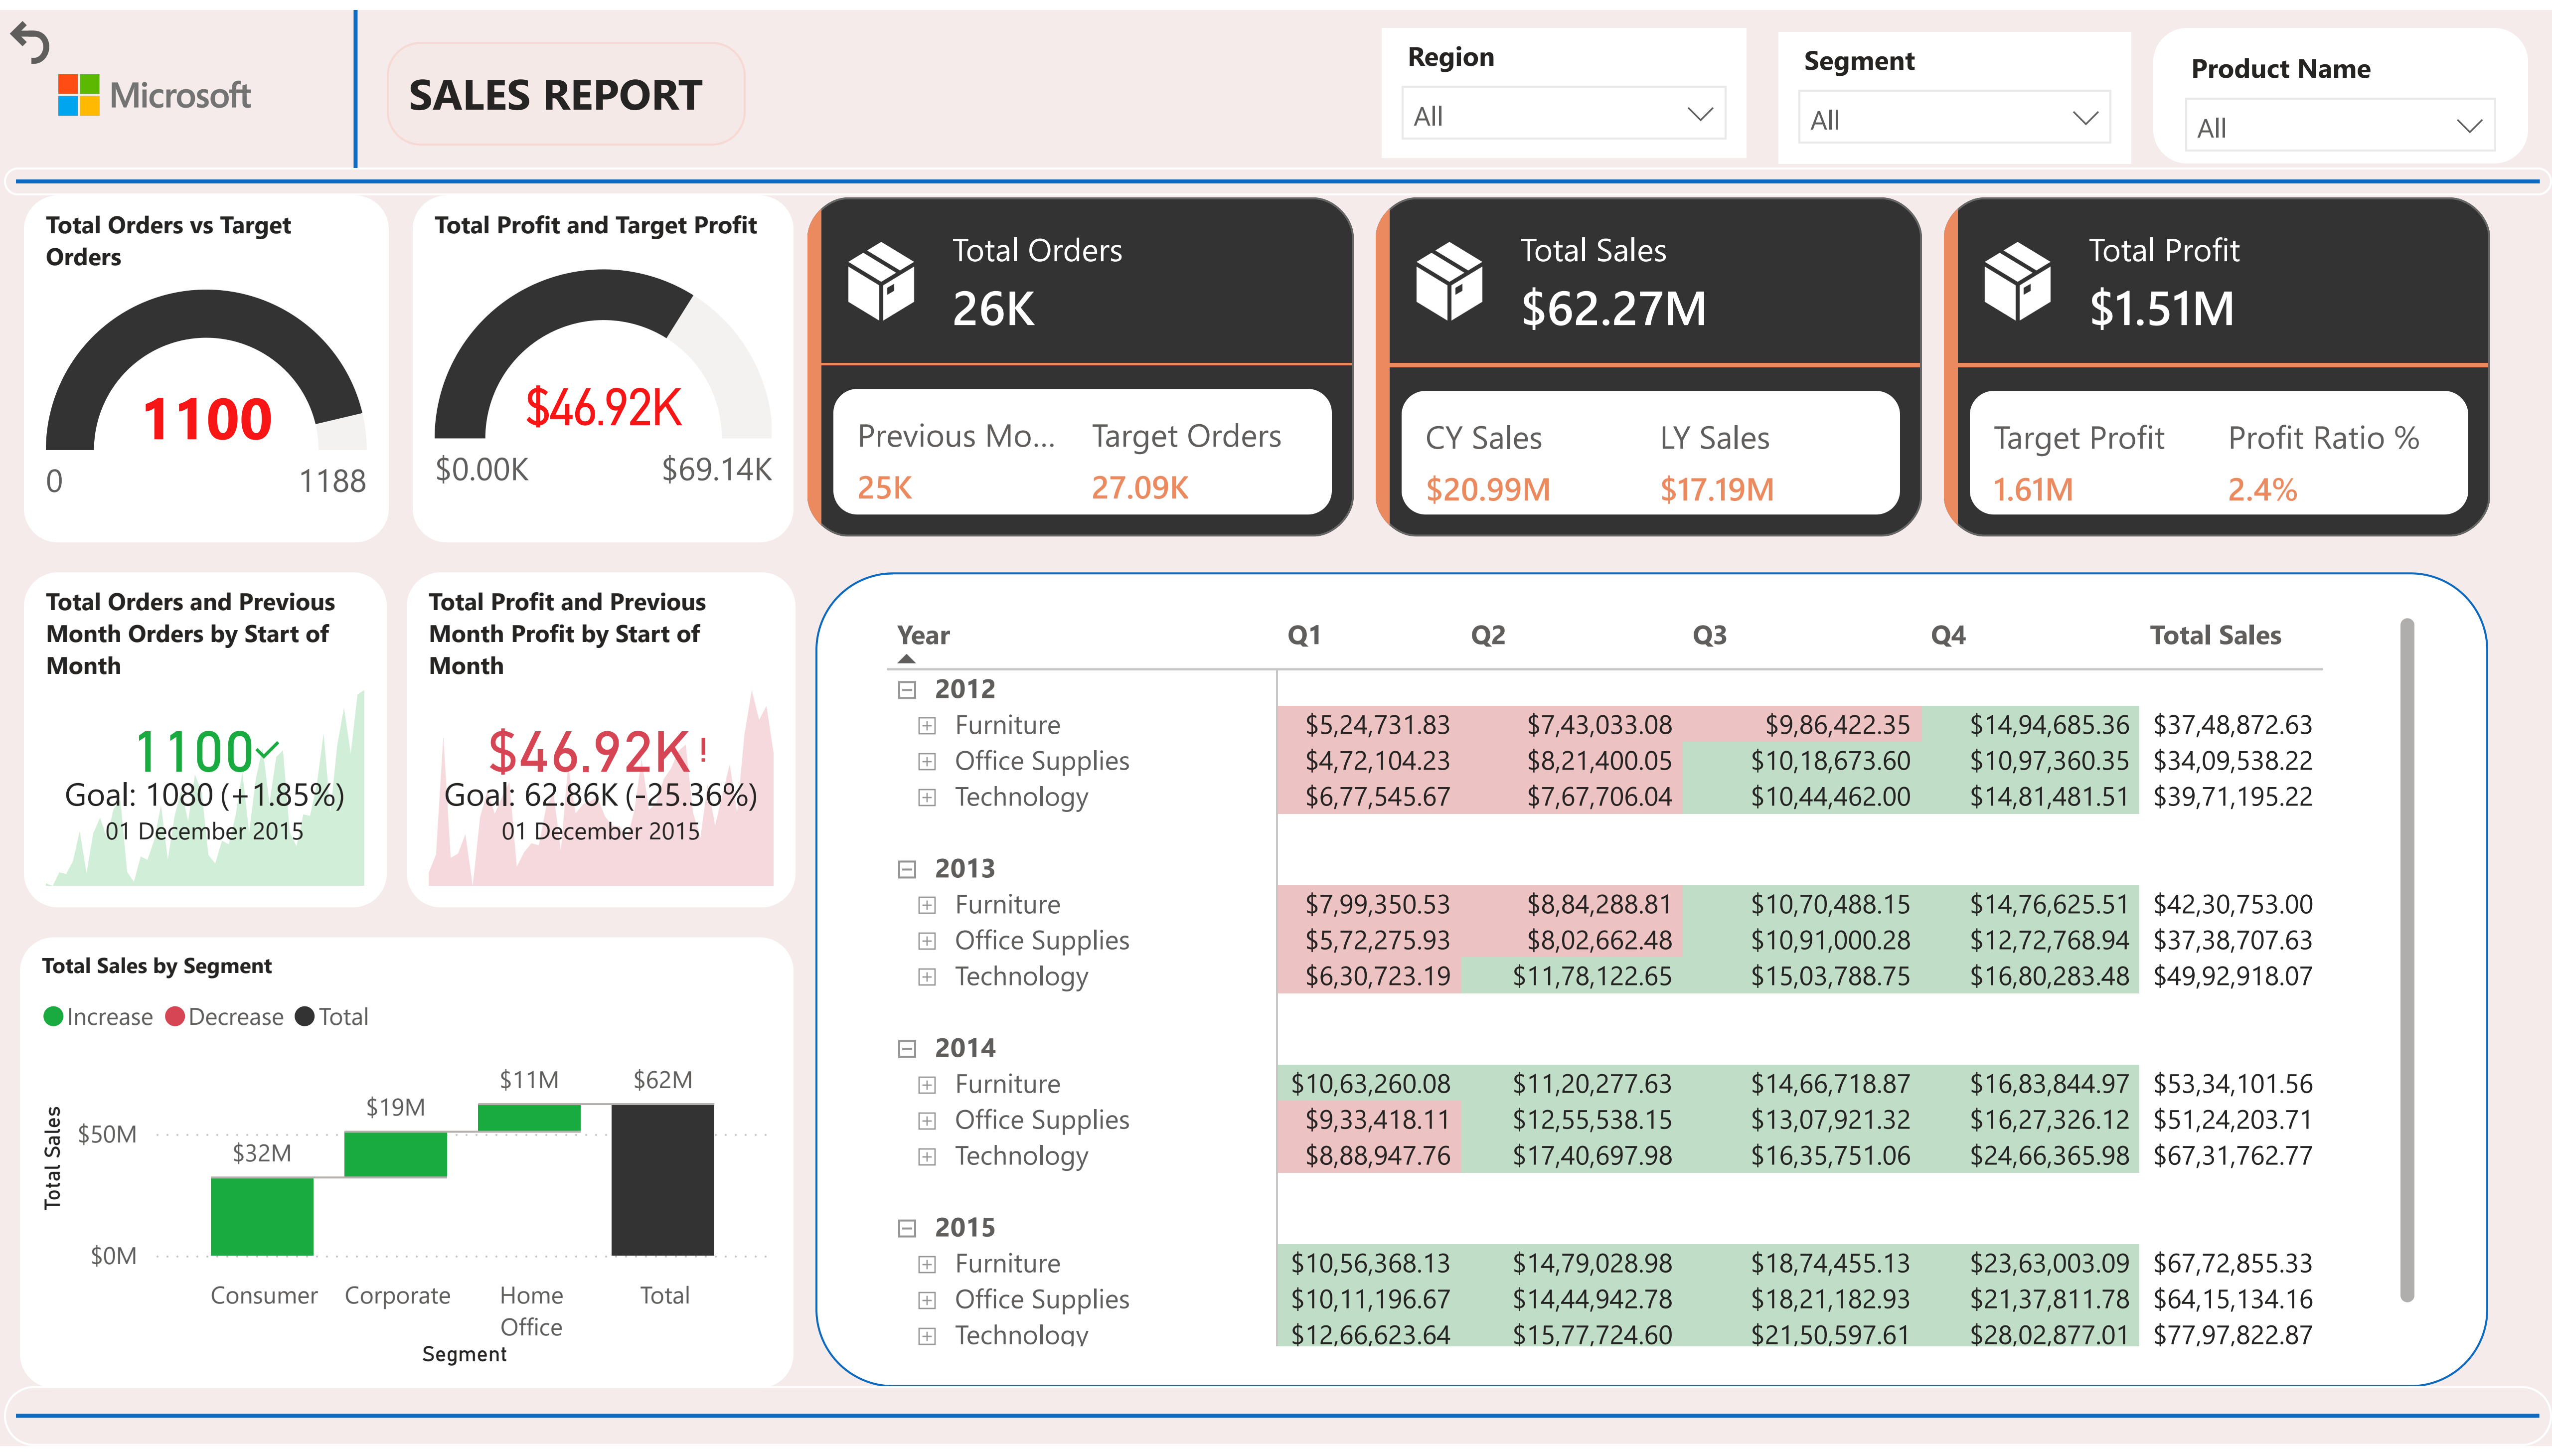 Microsoft
SALES REPORT
Region
All
Segment
All
Product Name
All
Total Orders vs Target
Orders
1100
0
1188
Total Profit and Target Profit
$46.92K
$0.00K
$69.14K
Total Orders
26K
Previous Mo... Target Orders
25K 27.09K
Total Sales
$62.27M
CY Sales LY Sales
$20.99M $17.19M
Total Profit
$1.51M
Target Profit Profit Ratio %
1.61M 2.4%
Total Orders and Previous
Month Orders by Start of
Month
1100
Goal: 1080 (+1.85%)
01 December 2015
Total Profit and Previous
Month Profit by Start of
Month
$46.92K!
Goal: 62.86K (-25.36%)
01 December 2015
Total Sales by Segment
Increase Decrease Total
Total Sales
$50M
$0M
$32M
$19M
$11M
$62M
Consumer Corporate Home Total
Office
Segment
Year Q1 Q2 Q3 Q4 Total Sales
2012
Furniture $5,24,731.83 $7,43,033.08 $9,86,422.35 $14,94,685.36 $37,48,872.63
Office Supplies $4,72,104.23 $8,21,400.05 $10,18,673.60 $10,97,360.35 $34,09,538.22
Technology $6,77,545.67 $7,67,706.04 $10,44,462.00 $14,81,481.51 $39,71,195.22
2013
Furniture $7,99,350.53 $8,84,288.81 $10,70,488.15 $14,76,625.51 $42,30,753.00
Office Supplies $5,72,275.93 $8,02,662.48 $10,91,000.28 $12,72,768.94 $37,38,707.63
Technology $6,30,723.19 $11,78,122.65 $15,03,788.75 $16,80,283.48 $49,92,918.07
2014
Furniture $10,63,260.08 $11,20,277.63 $14,66,718.87 $16,83,844.97 $53,34,101.56
Office Supplies $9,33,418.11 $12,55,538.15 $13,07,921.32 $16,27,326.12 $51,24,203.71
Technology $8,88,947.76 $17,40,697.98 $16,35,751.06 $24,66,365.98 $67,31,762.77
2015
Furniture $10,56,368.13 $14,79,028.98 $18,74,455.13 $23,63,003.09 $67,72,855.33
Office Supplies $10,11,196.67 $14,44,942.78 $18,21,182.93 $21,37,811.78 $64,15,134.16
Technology $12,66,623.64 $15,77,724.60 $21,50,597.61 $28,02,877.01 $77,97,822.87